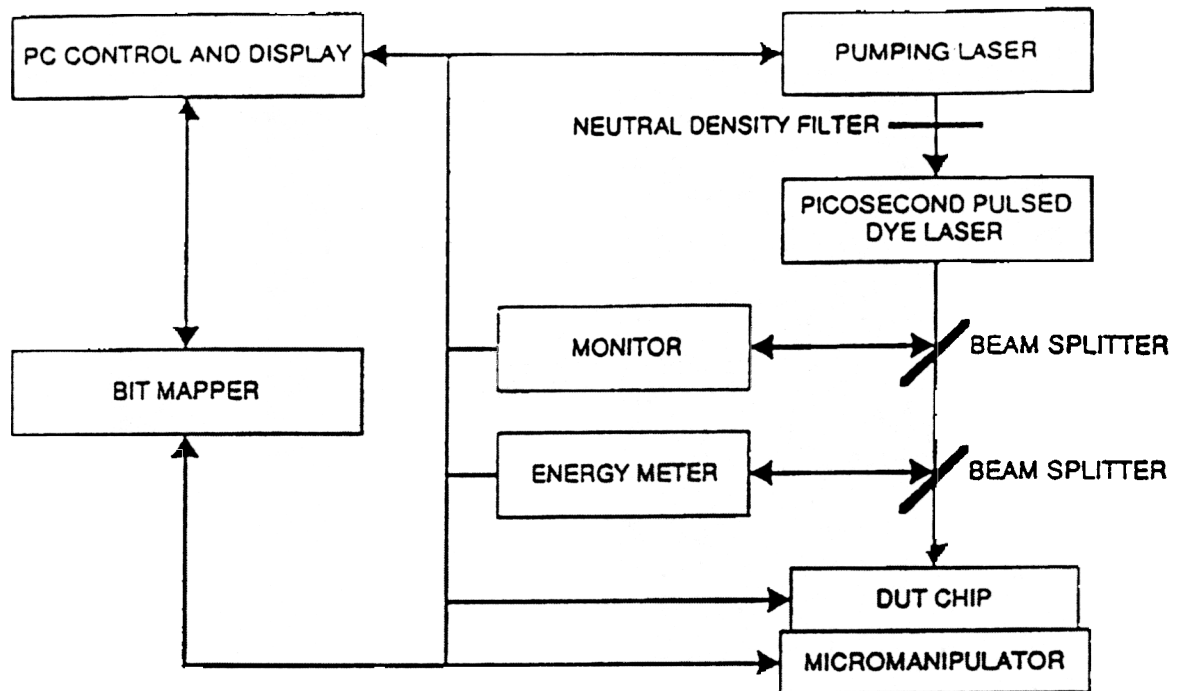 PC CONTROL AND DISPLAY
PUMPING LASER
NEUTRAL DENSITY FILTER
PICOSECOND PULSED
DYE LASER
MONITOR
BEAM SPLITTER
BIT MAPPER
ENERGY METER
BEAM SPLITTER
DUT CHIP
MICROMANIPULATOR